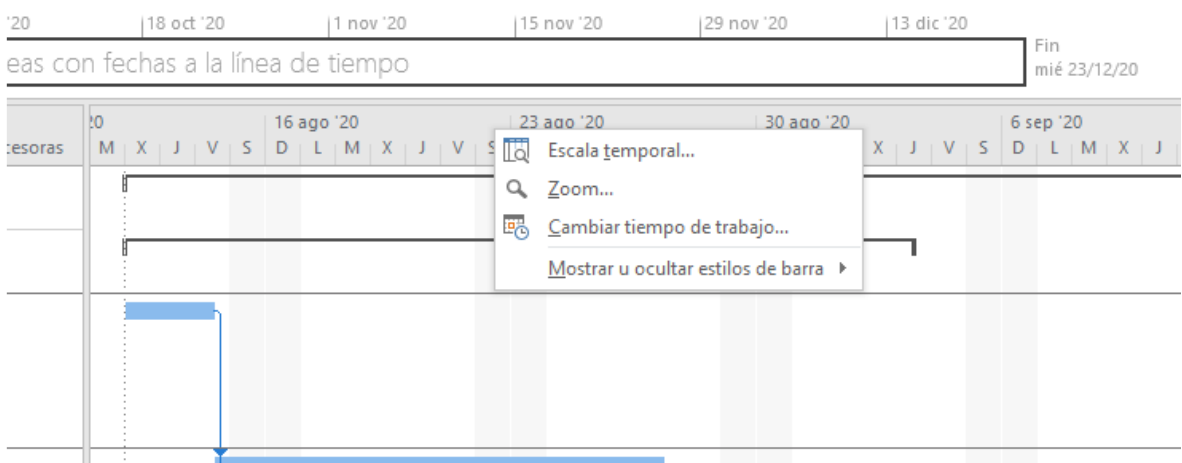 '20 18 oct '20 1 nov '20 15 nov '20 29 nov '20 13 dic '20
eas con fechas a la línea de tiempo
Fin
mié 23/12/20
20 16 ago '20 23 ago '20 30 ago '20 6 sep '20
cesoras M X J V S D L M X J V S X J V S D L M X J
Escala temporal...
Zoom...
Cambiar tiempo de trabajo...
Mostrar u ocultar estilos de barra